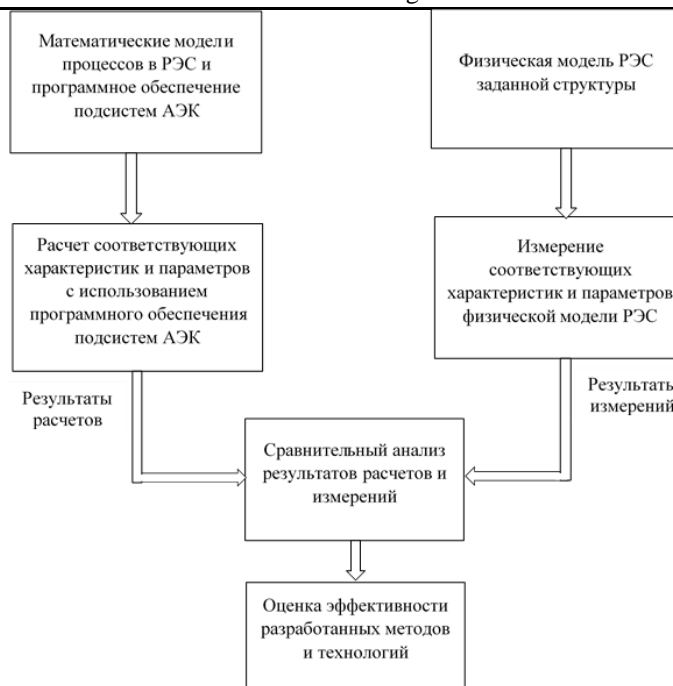 Математические модели
процессов в РЭС и
программное обеспечение
подсистем АЭК
Физическая модель РЭС
заданной структуры
Расчет соответствующих
характеристик и параметров
с использованием
программного обеспечения
подсистем АЭК
Измерение
соответствующих
характеристик и параметров
физической модели РЭС
Результаты
расчетов
Результаты
измерений
Сравнительный анализ
результатов расчетов и
измерений
Оценка эффективности
разработанных методов
и технологий